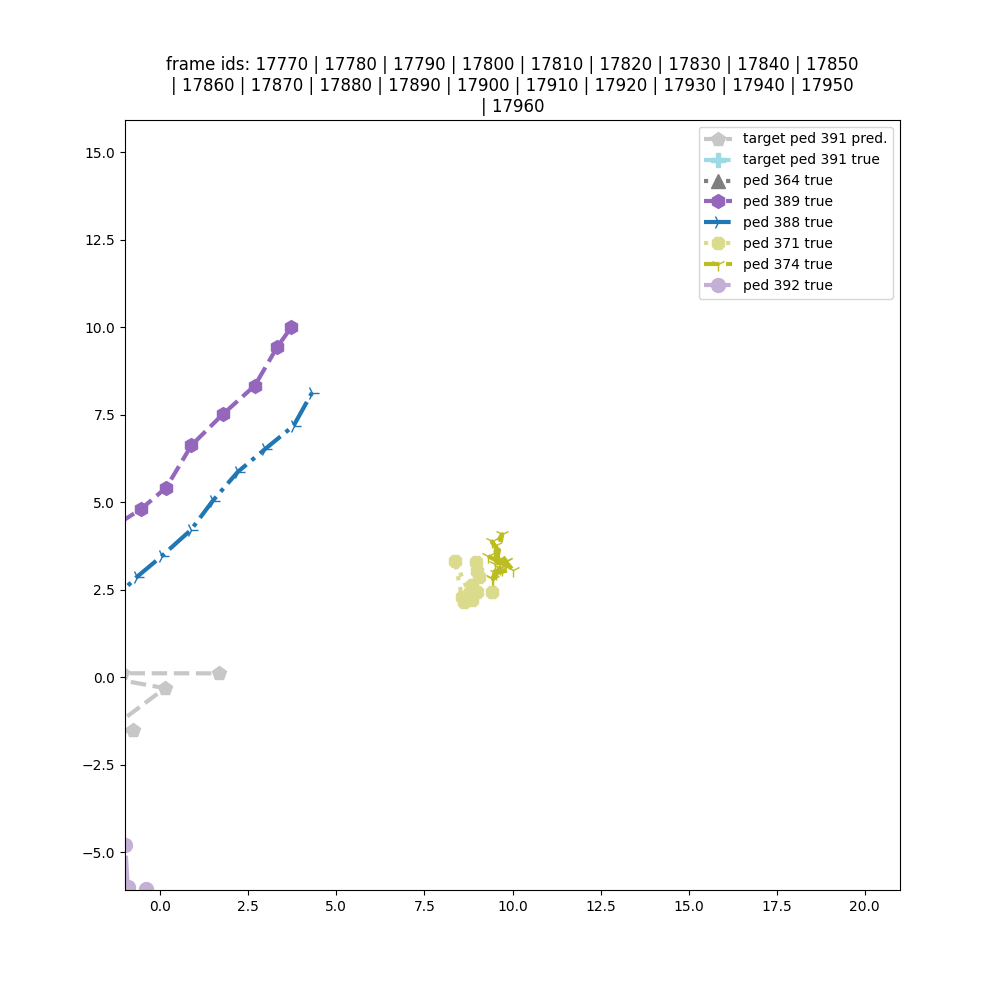 frame ids: 17770 | 17780 | 17790 | 17800 | 17810 | 17820 | 17830 | 17840 | 17850
| 17860 | 17870 | 17880 | 17890 | 17900 | 17910 | 17920 | 17930 | 17940 | 17950
| 17960
target ped 391 pred.
target ped 391 true
ped 364 true
ped 389 true
ped 388 true
ped 371 true
ped 374 true
ped 392 true
15.0
12.5
10.0
7.5
5.0
2.5
0.0
−2.5
−5.0
0.0 2.5 5.0 7.5 10.0 12.5 15.0 17.5 20.0